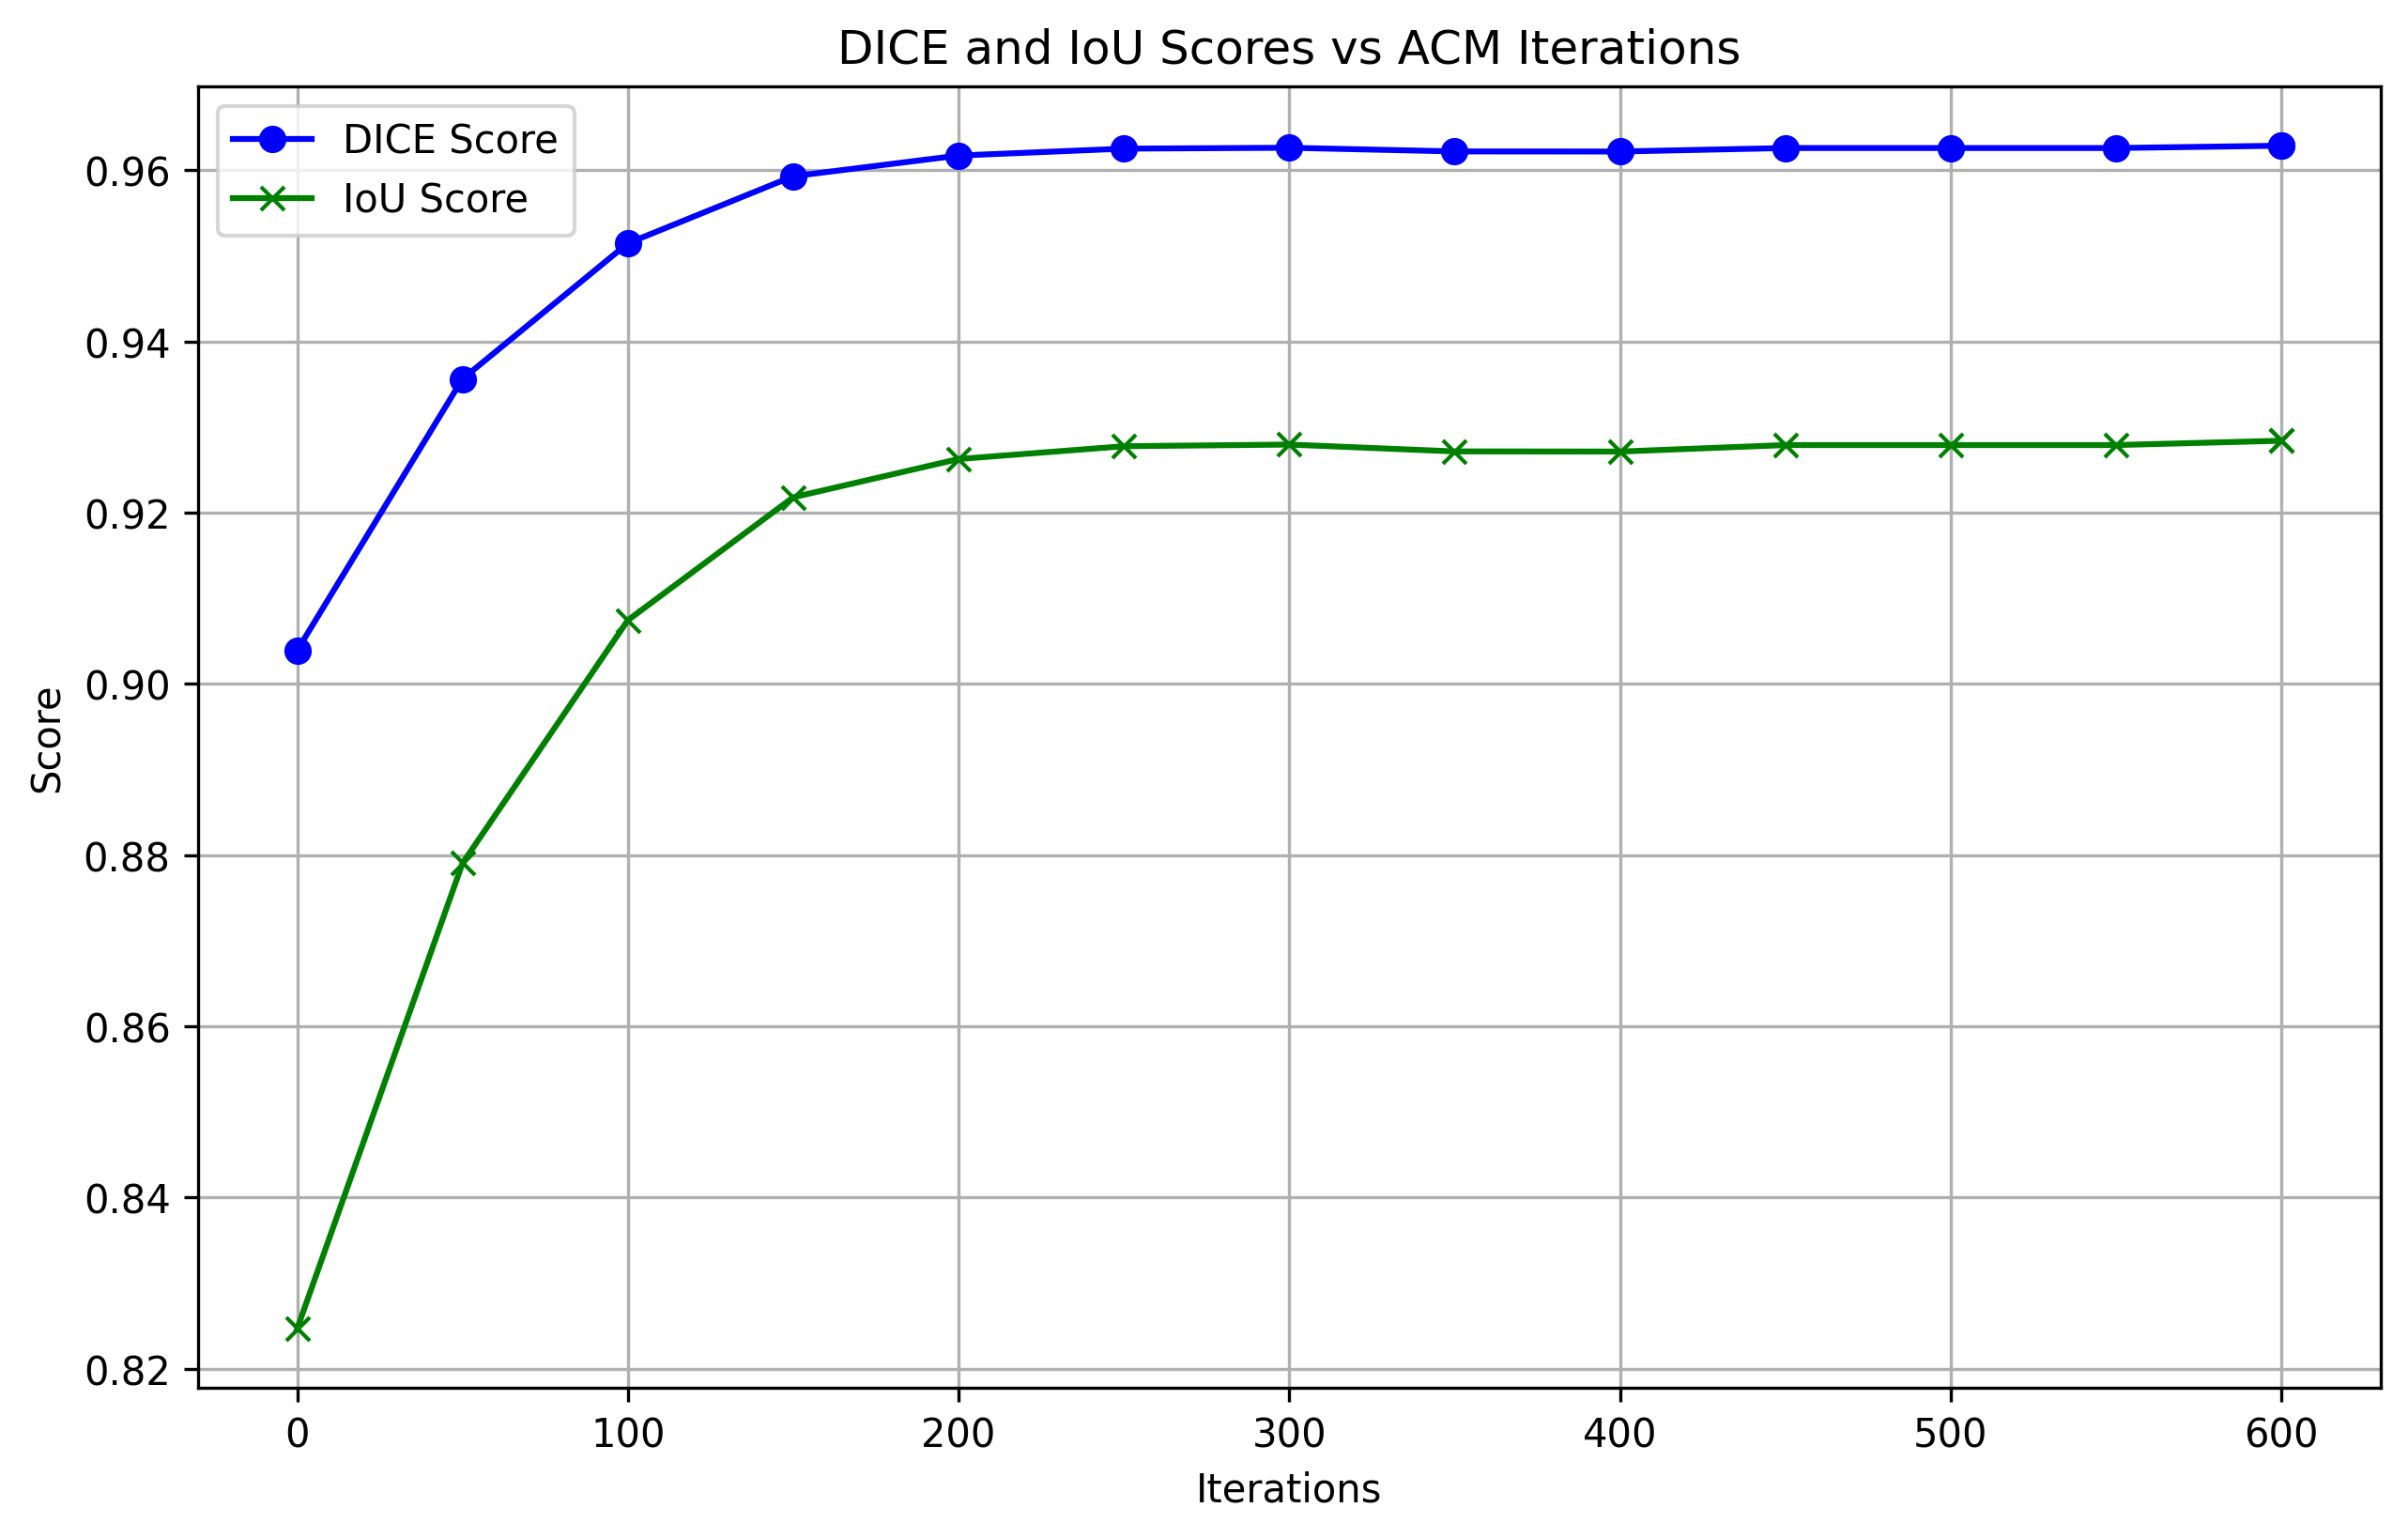 DICE and IoU Scores vs ACM Iterations
DICE Score
IoU Score
0.96
0.94
0.92
0.90
0.88
0.86
0.84
0.82
Score
0 100 200 300 400 500 600
Iterations